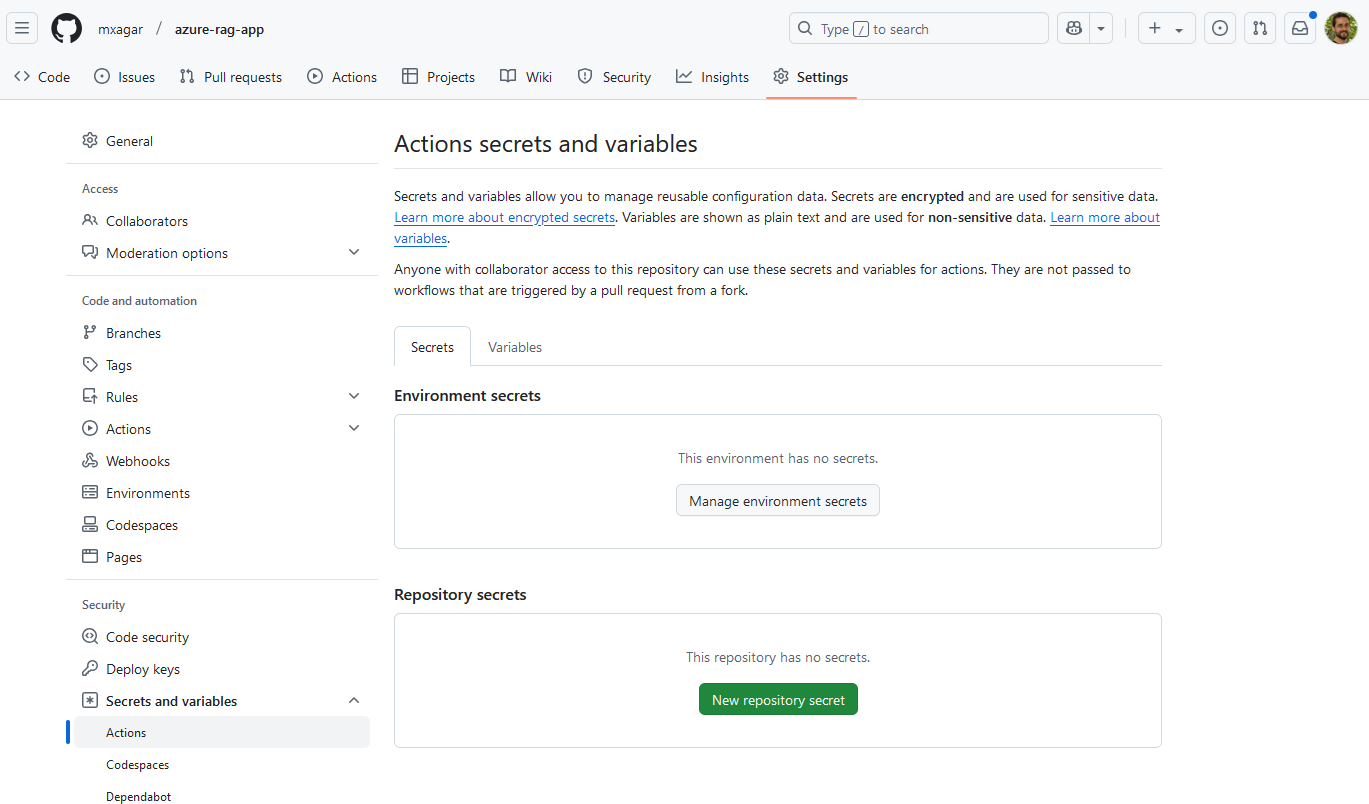 mxagar / azure-rag-app
Type / to search
Code Issues Pull requests Actions Projects Wiki Security Insights Settings
General
Access
Collaborators
Moderation options
Code and automation
Branches
Tags
Rules
Actions
Webhooks
Environments
Codespaces
Pages
Security
Code security
Deploy keys
Secrets and variables
Actions
Codespaces
Dependabot
Actions secrets and variables
Secrets and variables allow you to manage reusable configuration data. Secrets are encrypted and are used for sensitive data.
Learn more about encrypted secrets. Variables are shown as plain text and are used for non-sensitive data. Learn more about
variables.
Anyone with collaborator access to this repository can use these secrets and variables for actions. They are not passed to
workflows that are triggered by a pull request from a fork.
Secrets Variables
Environment secrets
This environment has no secrets.
Manage environment secrets
Repository secrets
This repository has no secrets.
New repository secret